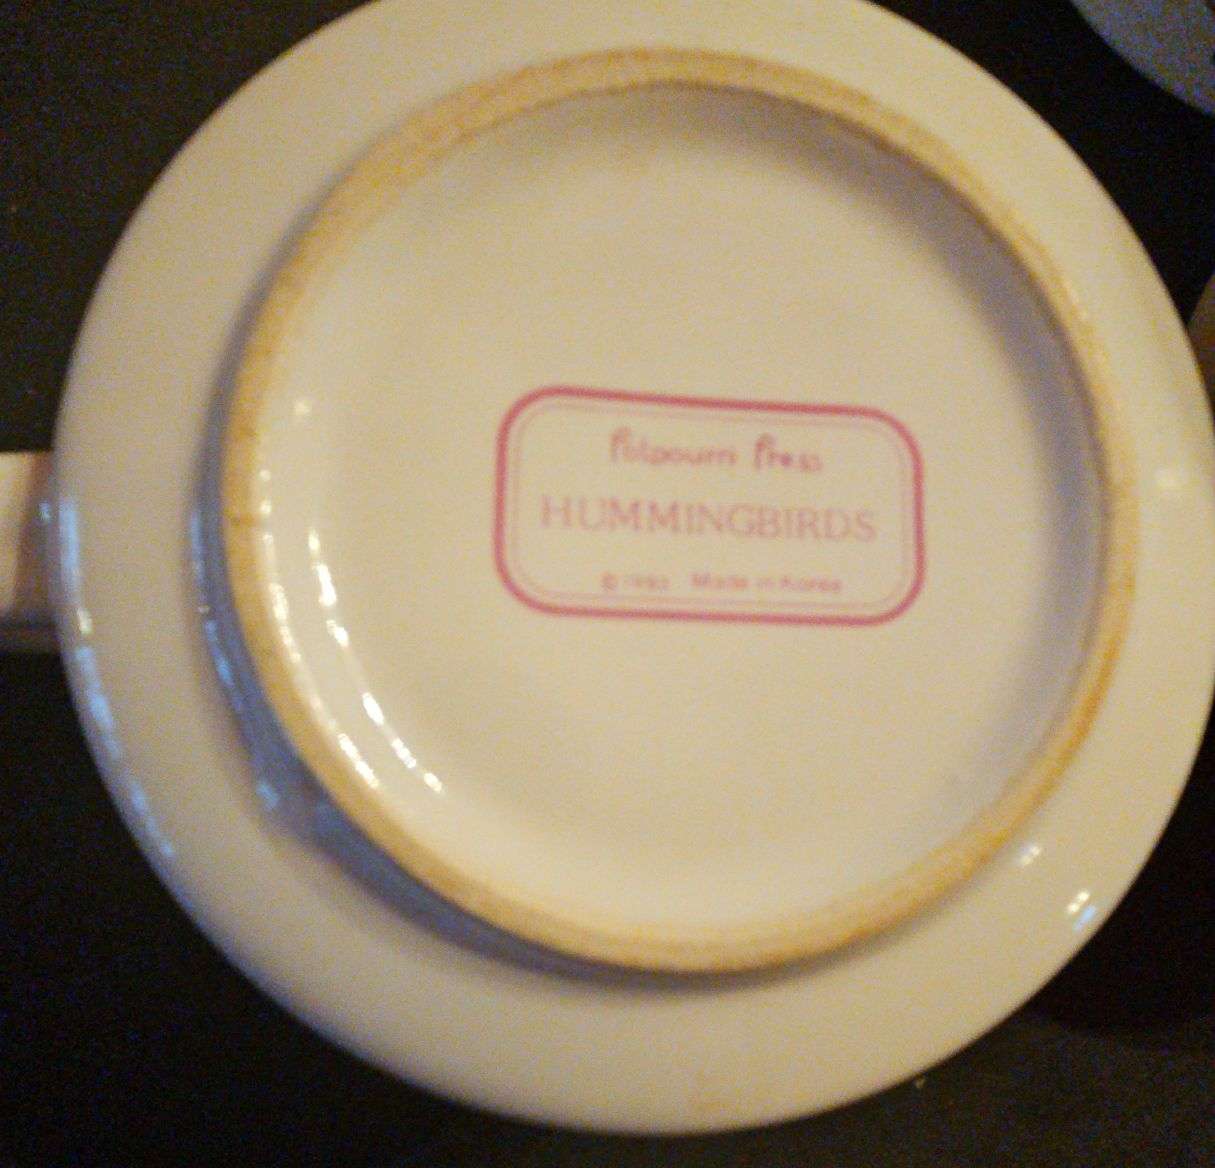 Potpourri Press
HUMMINGBIRDS
© Made in Korea